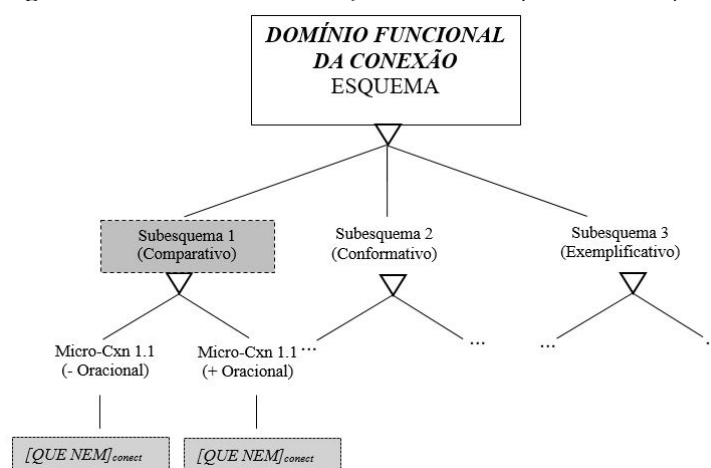 DOMÍNIO FUNCIONAL
DA CONEXÃO
ESQUEMA
Subesquema 1
(Comparativo)
Subesquema 2
(Conformativo)
Subesquema 3
(Exemplificativo)
Micro-Cxn 1.1
(- Oracional)
Micro-Cxn 1.1
(+ Oracional)
...
...
...
[QUE NEM]conect
[QUE NEM]conect